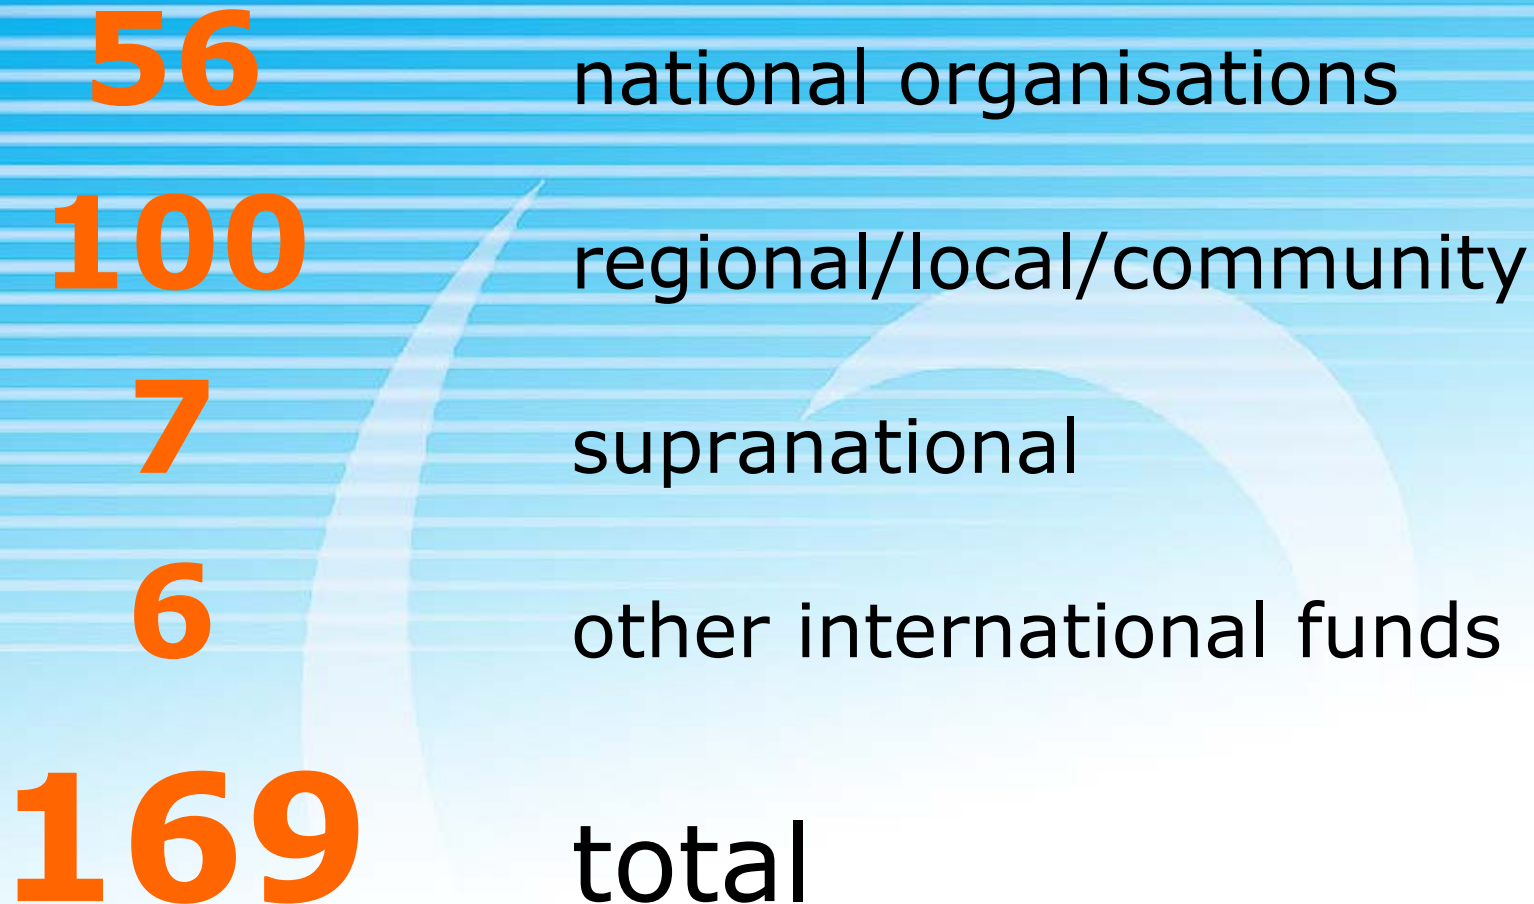 56 national organisations
100 regional/local/community
7 supranational
6 other international funds
169 total